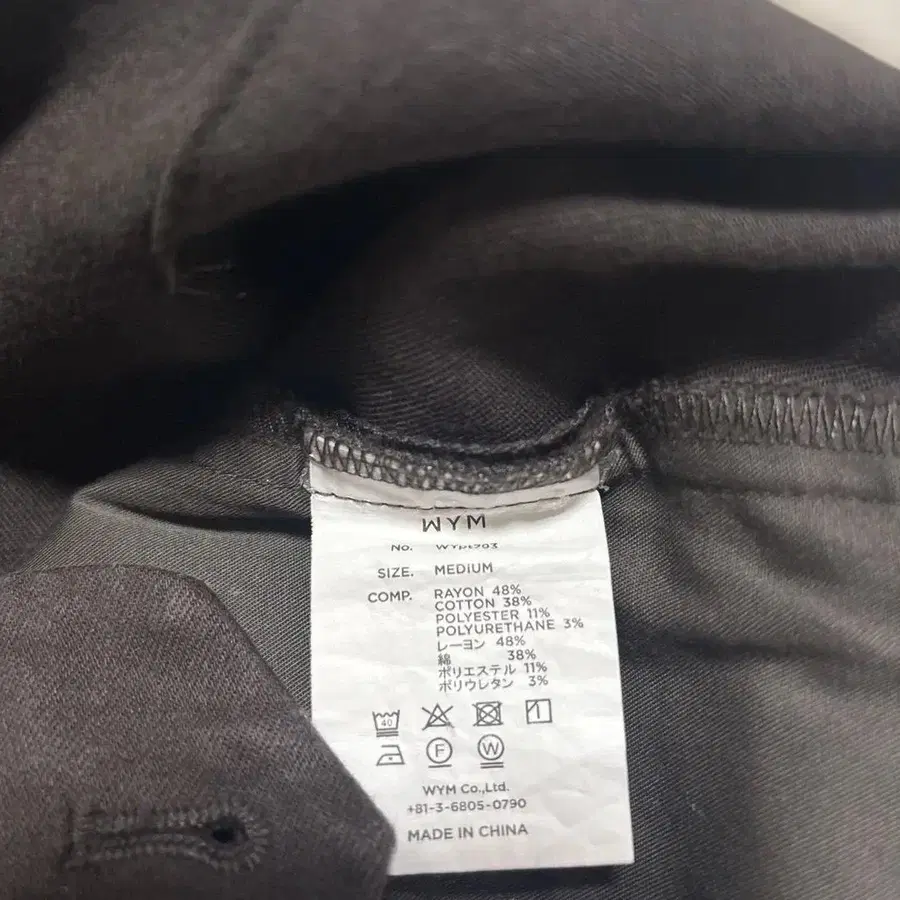 WYM
No.
SIZE. MEDIUM
COMP. RAYON 48%
COTTON 38%
POLYESTER 11%
POLYURETHANE 3%
レーヨン 48%
綿 38%
ポリエステル 11%
ポリウレタン 3%
40
F W
WYM Co.,Ltd.
+81-3-6805-0790
MADE IN CHINA